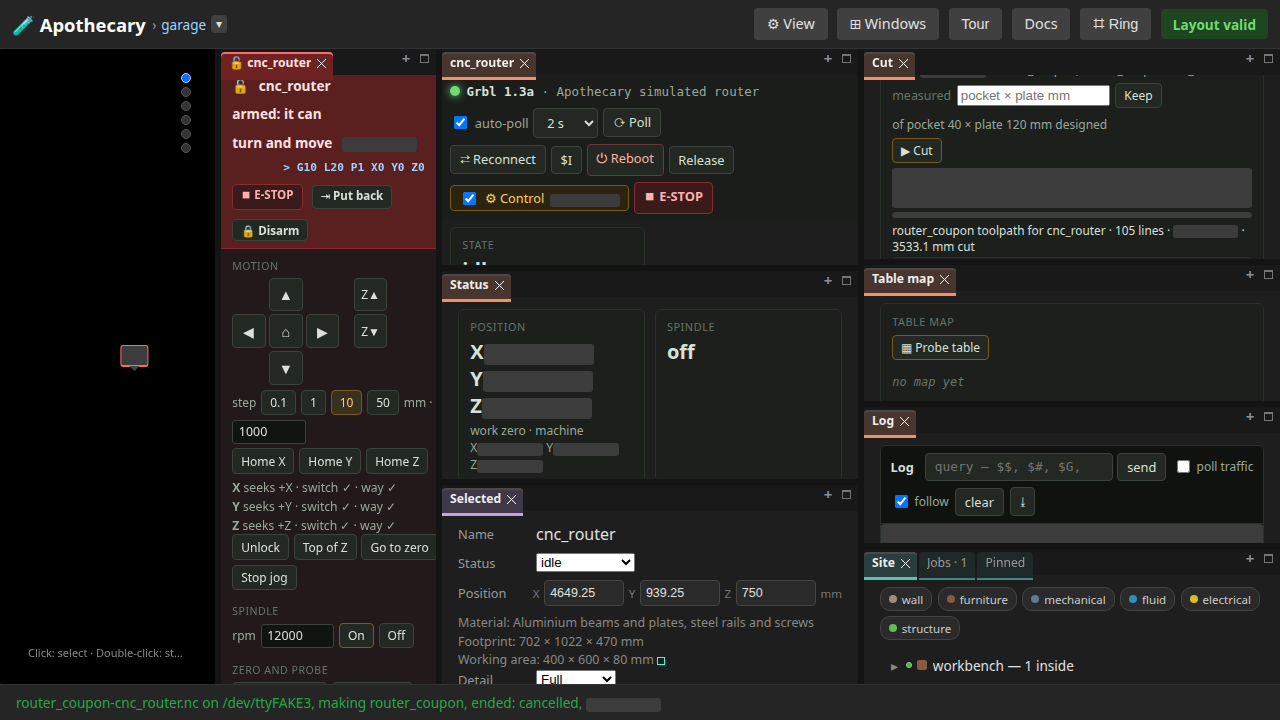 Apothecary › garage ▾
⚙ View
⊞ Windows
Tour
Docs
⌗ Ring
Layout valid
Click: select · Double-click: st…
cnc_router
cnc_router
armed: it can
turn and move
> G10 L20 P1 X0 Y0 Z0
■ E-STOP
⇥ Put back
Disarm
MOTION
▲
Z▲
◀ ⌂ ▶
Z▼
▼
step 0.1 1 10 50 mm ·
1000
Home X Home Y Home Z
X seeks +X · switch ✓ · way ✓
Y seeks +Y · switch ✓ · way ✓
Z seeks +Z · switch ✓ · way ✓
Unlock Top of Z Go to zero
Stop jog
SPINDLE
rpm 12000 On Off
ZERO AND PROBE
cnc_router
Grbl 1.3a · Apothecary simulated router
auto-poll 2 s ⟳ Poll
⇄ Reconnect $I ⏻ Reboot Release
⚙ Control ■ E-STOP
STATE
Status
POSITION
X
Y
Z
work zero · machine
X Y
Z
SPINDLE
off
Selected
Name cnc_router
Status idle
Position X 4649.25 Y 939.25 Z 750 mm
Material: Aluminium beams and plates, steel rails and screws
Footprint: 702 × 1022 × 470 mm
Working area: 400 × 600 × 80 mm
Detail Full
Cut
measured pocket × plate mm Keep
of pocket 40 × plate 120 mm designed
▶ Cut
router_coupon toolpath for cnc_router · 105 lines · ·
3533.1 mm cut
Table map
TABLE MAP
▦ Probe table
no map yet
Log
Log query — $$, $#, $G, send poll traffic
follow clear ⤓
Site Jobs · 1 Pinned
wall furniture mechanical fluid electrical
structure
▸ workbench — 1 inside
router_coupon-cnc_router.nc on /dev/ttyFAKE3, making router_coupon, ended: cancelled,